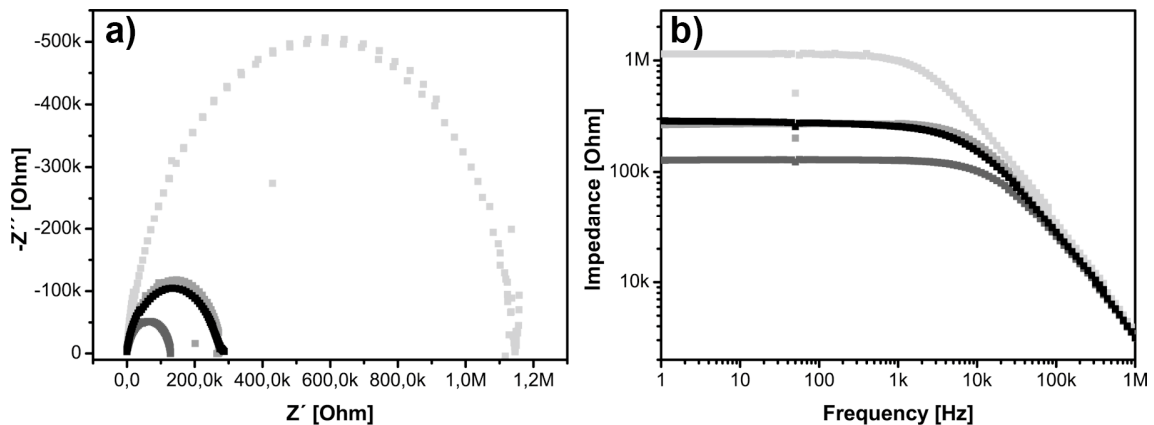 a)
-500k
-400k
-300k
-200k
-100k
0
-Z´´ [Ohm]
0,0 200,0k 400,0k 600,0k 800,0k 1,0M 1,2M
Z´ [Ohm]
b)
1M
100k
10k
Impedance [Ohm]
1 10 100 1k 10k 100k 1M
Frequency [Hz]